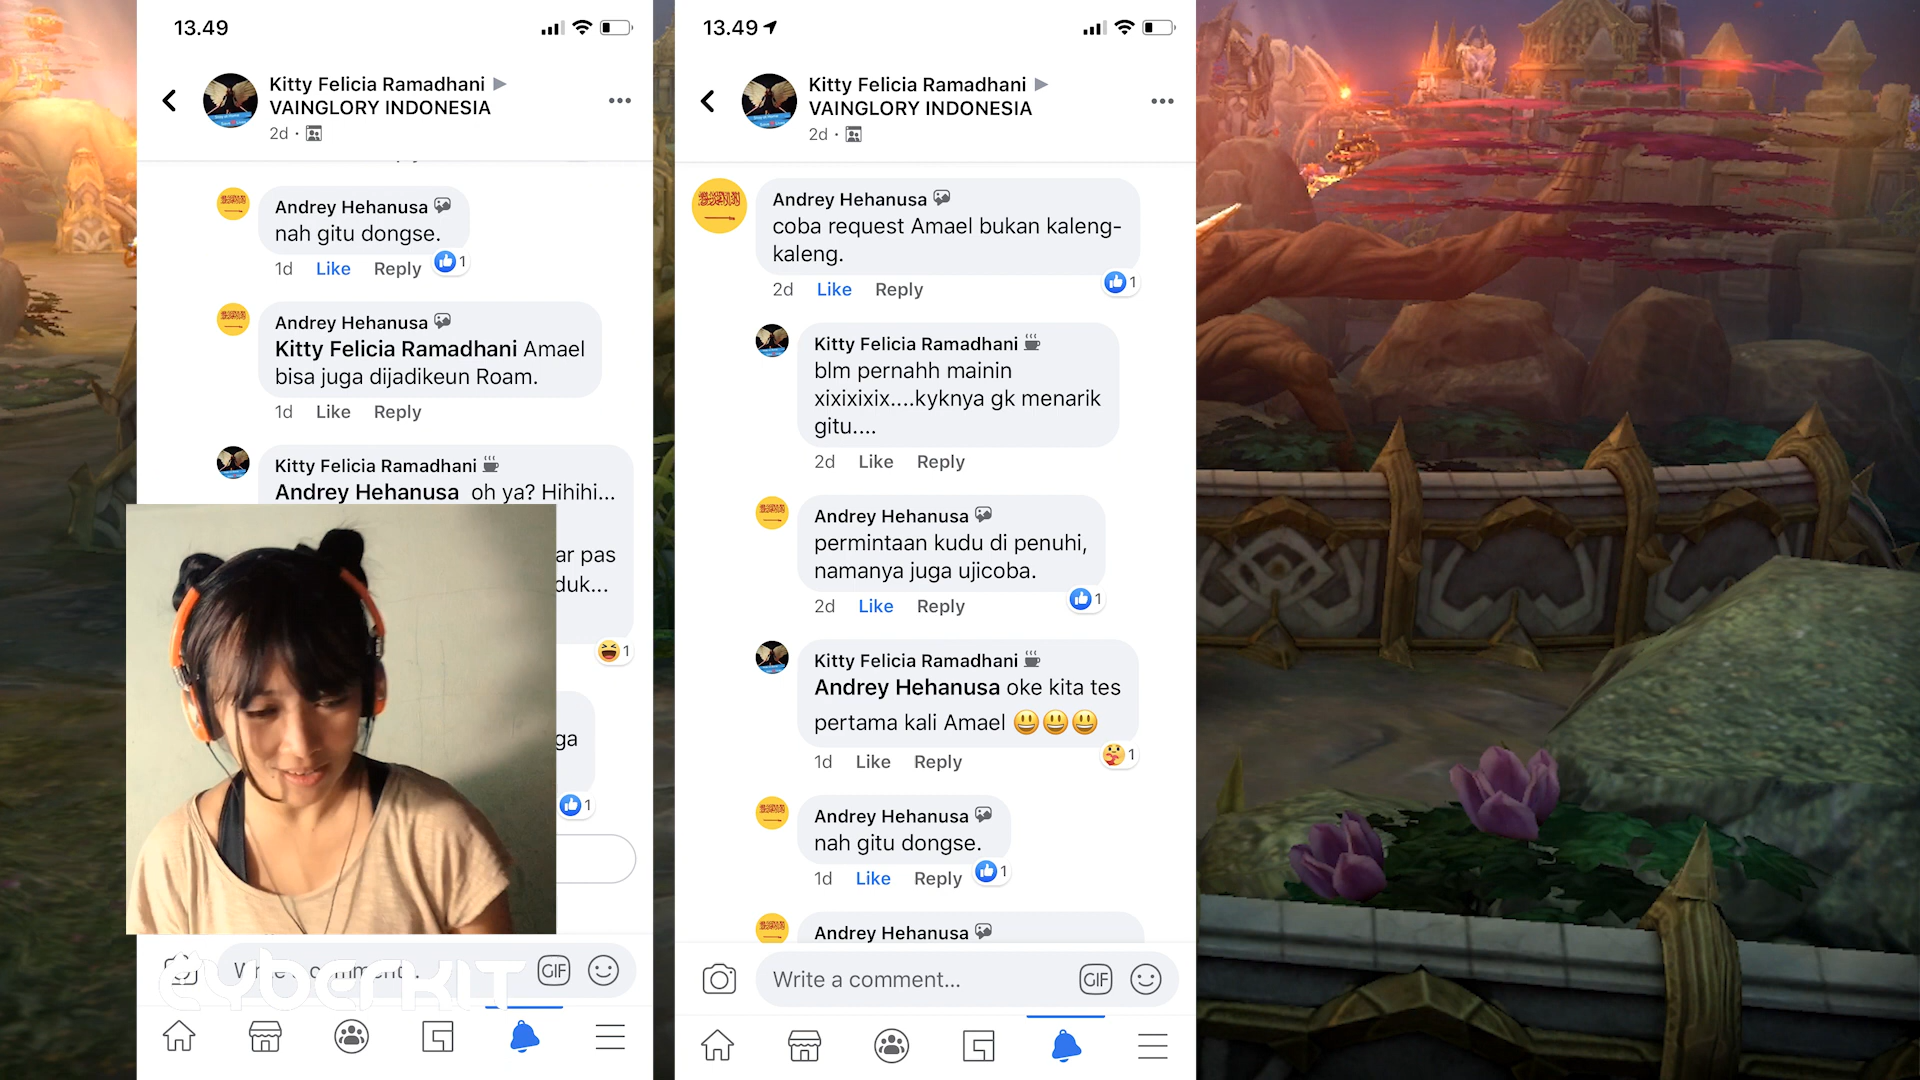 13.49
Kitty Felicia Ramadhani
VAINGLORY INDONESIA
2d ·
Andrey Hehanusa
nah gitu dongse.
1d Like Reply 1
Andrey Hehanusa
Kitty Felicia Ramadhani Amael
bisa juga dijadikeun Roam.
1d Like Reply
Kitty Felicia Ramadhani
Andrey Hehanusa oh ya? Hihihi...
ar pas
duk...
1
ga
1
GIF
CYberKIT
13.49
Kitty Felicia Ramadhani
VAINGLORY INDONESIA
2d ·
Andrey Hehanusa
coba request Amael bukan kaleng-
kaleng.
2d Like Reply 1
Kitty Felicia Ramadhani
blm pernahh mainin
xixixixix....kyknya gk menarik
gitu....
2d Like Reply
Andrey Hehanusa
permintaan kudu di penuhi,
namanya juga ujicoba.
2d Like Reply 1
Kitty Felicia Ramadhani
Andrey Hehanusa oke kita tes
pertama kali Amael 😃😃😃
1d Like Reply 1
Andrey Hehanusa
nah gitu dongse.
1d Like Reply 1
Andrey Hehanusa
Write a comment... GIF